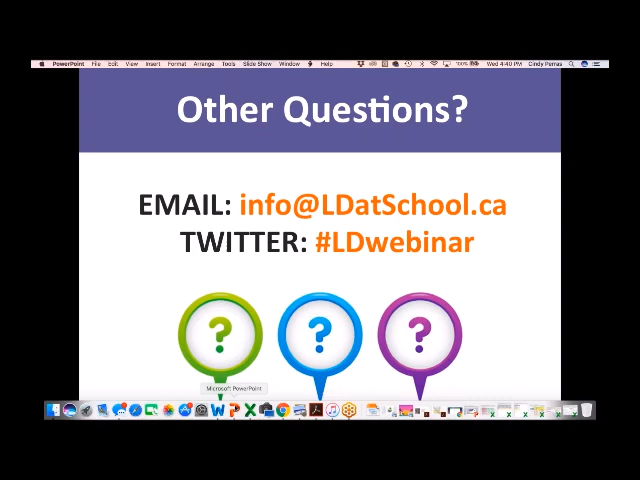 PowerPoint File Edit View Insert Format Arrange Tools Slide Show Window Help 100% Wed 4:40 PM Cindy Perras
Other Questions?
EMAIL: info@LDatSchool.ca
TWITTER: #LDwebinar
? ? ?
Microsoft PowerPoint